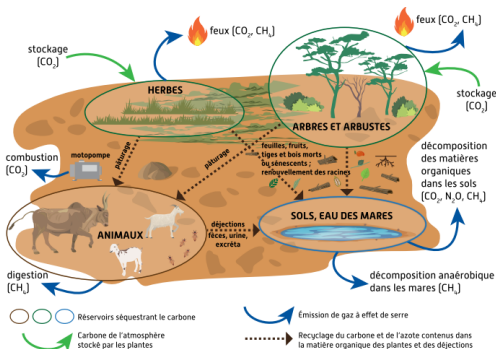 feux [CO₂, CH₄]
feux [CO₂, CH₄]
stockage
[CO₂]
HERBES
stockage
[CO₂]
ARBRES ET ARBUSTES
pâturage
pâturage
feuilles, fruits,
tiges et bois morts
ou sénescents ;
renouvellement des racines
combustion
[CO₂]
motopompe
décomposition
des matières
organiques
dans les sols
[CO₂, N₂O, CH₄]
ANIMAUX
déjections
fèces, urine,
excréta
SOLS, EAU DES MARES
digestion
[CH₄]
décomposition anaérobique
dans les mares [CH₄]
Réservoirs séquestrant le carbone
Émission de gaz à effet de serre
Carbone de l'atmosphère
stocké par les plantes
Recyclage du carbone et de l'azote contenus dans
la matière organique des plantes et des déjections